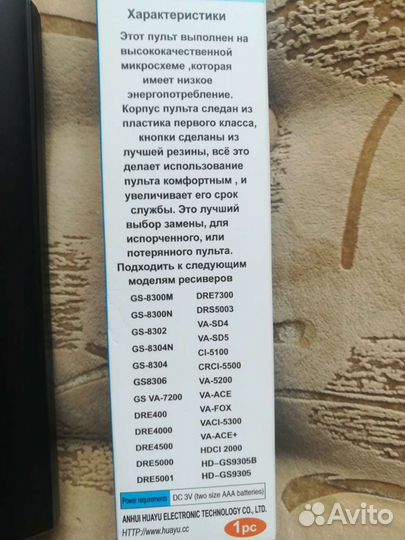 Характеристики
Этот пульт выполнен на
высококачественной
микросхеме ,которая
имеет низкое
энергопотребление.
Корпус пульта следан из
пластика первого класса,
кнопки сделаны из
лучшей резины, всё это
делает использование
пульта комфортным , и
увеличивает его срок
службы. Это лучший
выбор замены, для
испорченного, или
потерянного пульта.
Подходить к следующим
моделям ресиверов
GS-8300M
GS-8300N
GS-8302
GS-8304N
GS-8304
GS8306
GS VA-7200
DRE400
DRE4000
DRE4500
DRE5000
DRE5001
DRE7300
DRS5003
VA-SD4
VA-SD5
CI-5100
CRCI-5500
VA-5200
VA-ACE
VA-FOX
VACI-5300
VA-ACE+
HDCI 2000
HD-GS9305B
HD-GS9305
Power requirements DC 3V (two size AAA batteries)
ANHUI HUAYU ELECTRONIC TECHNOLOGY CO., LTD.
HTTP://www.huayu.cc 1pc
Avito